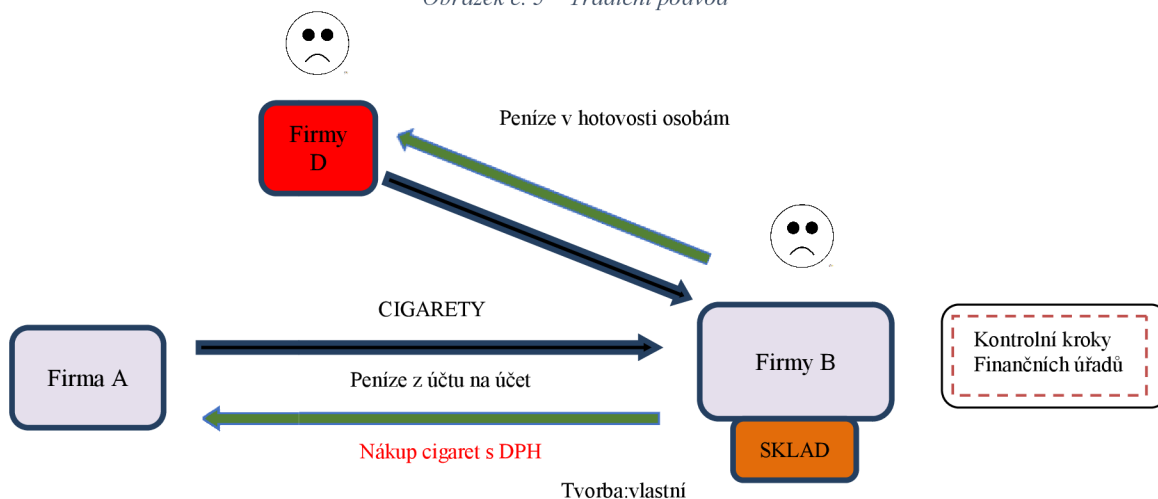 Firmy
D
Peníze v hotovosti osobám
CIGARETY
Firma A
Peníze z účtu na účet
Firmy B
Kontrolní kroky
Finančních úřadů
Nákup cigaret s DPH
SKLAD
Tvorba:vlastní